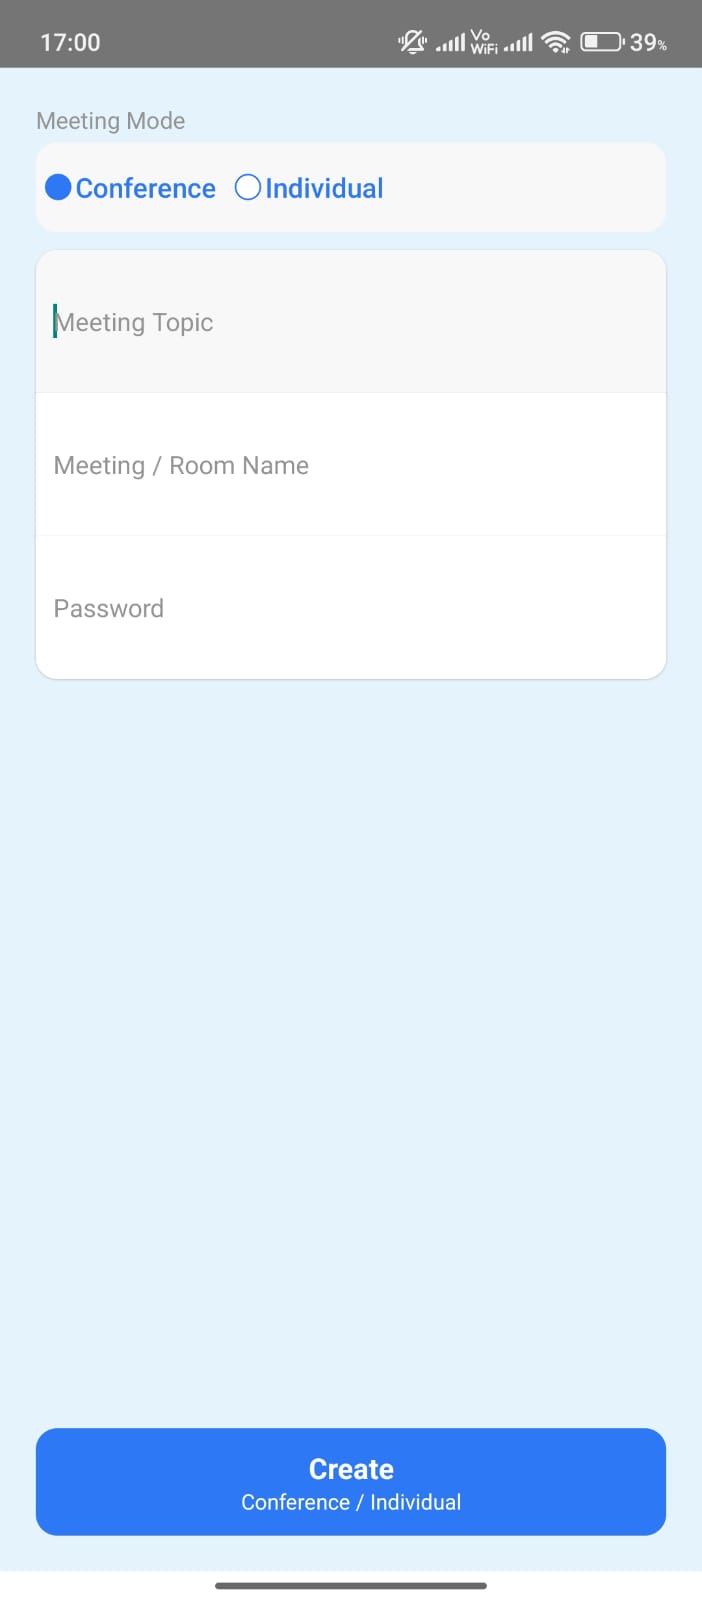 17:00 Vo WiFi 39%
Meeting Mode
Conference Individual
Meeting Topic
Meeting / Room Name
Password
Create
Conference / Individual